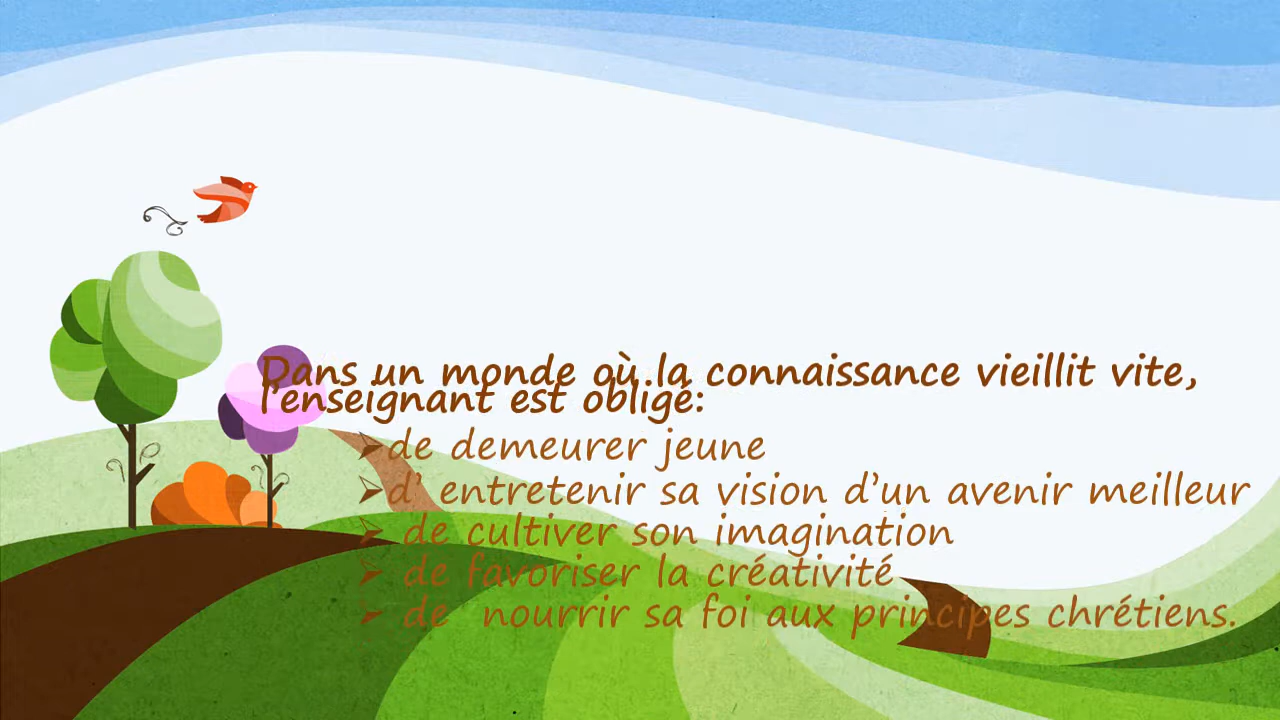 Dans un monde où la connaissance vieillit vite,
l'enseignant est obligé:
➢de demeurer jeune
➢d' entretenir sa vision d'un avenir meilleur
➢ de cultiver son imagination
➢ de favoriser la créativité
➢ de nourrir sa foi aux principes chrétiens.